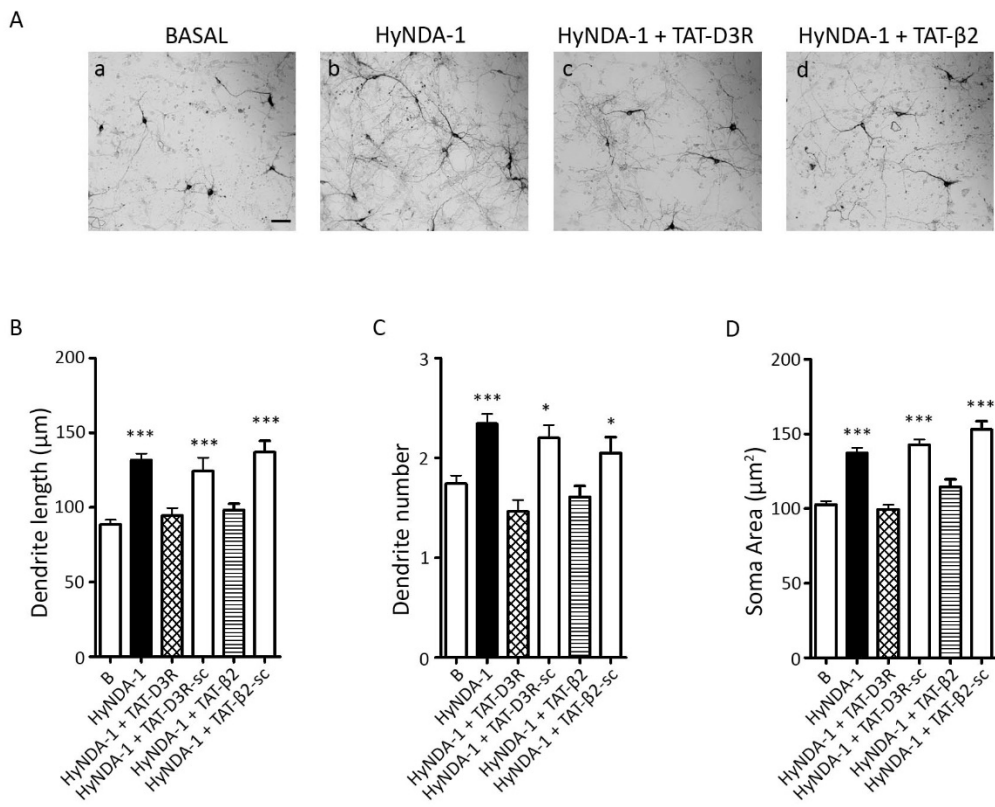 A
BASAL
HyNDA-1
HyNDA-1 + TAT-D3R
HyNDA-1 + TAT-β2
a
b
c
d
B
Dendrite length (µm)
200
150
100
50
0
***
***
***
B
HyNDA-1
HyNDA-1 + TAT-D3R
HyNDA-1 + TAT-D3R-sc
HyNDA-1 + TAT-β2
HyNDA-1 + TAT-β2-sc
C
Dendrite number
3
2
1
0
***
*
*
B
HyNDA-1
HyNDA-1 + TAT-D3R
HyNDA-1 + TAT-D3R-sc
HyNDA-1 + TAT-β2
HyNDA-1 + TAT-β2-sc
D
Soma Area (µm²)
200
150
100
50
0
***
***
***
B
HyNDA-1
HyNDA-1 + TAT-D3R
HyNDA-1 + TAT-D3R-sc
HyNDA-1 + TAT-β2
HyNDA-1 + TAT-β2-sc